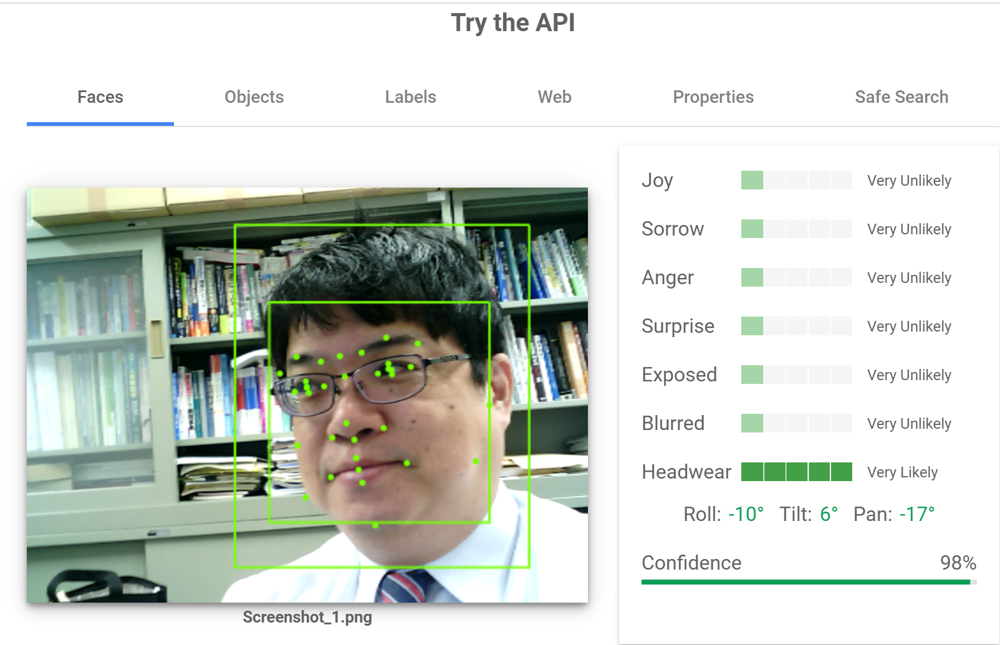 Try the API
Faces Objects Labels Web Properties Safe Search
Joy Very Unlikely
Sorrow Very Unlikely
Anger Very Unlikely
Surprise Very Unlikely
Exposed Very Unlikely
Blurred Very Unlikely
Headwear Very Likely
Roll: -10° Tilt: 6° Pan: -17°
Confidence 98%
Screenshot_1.png